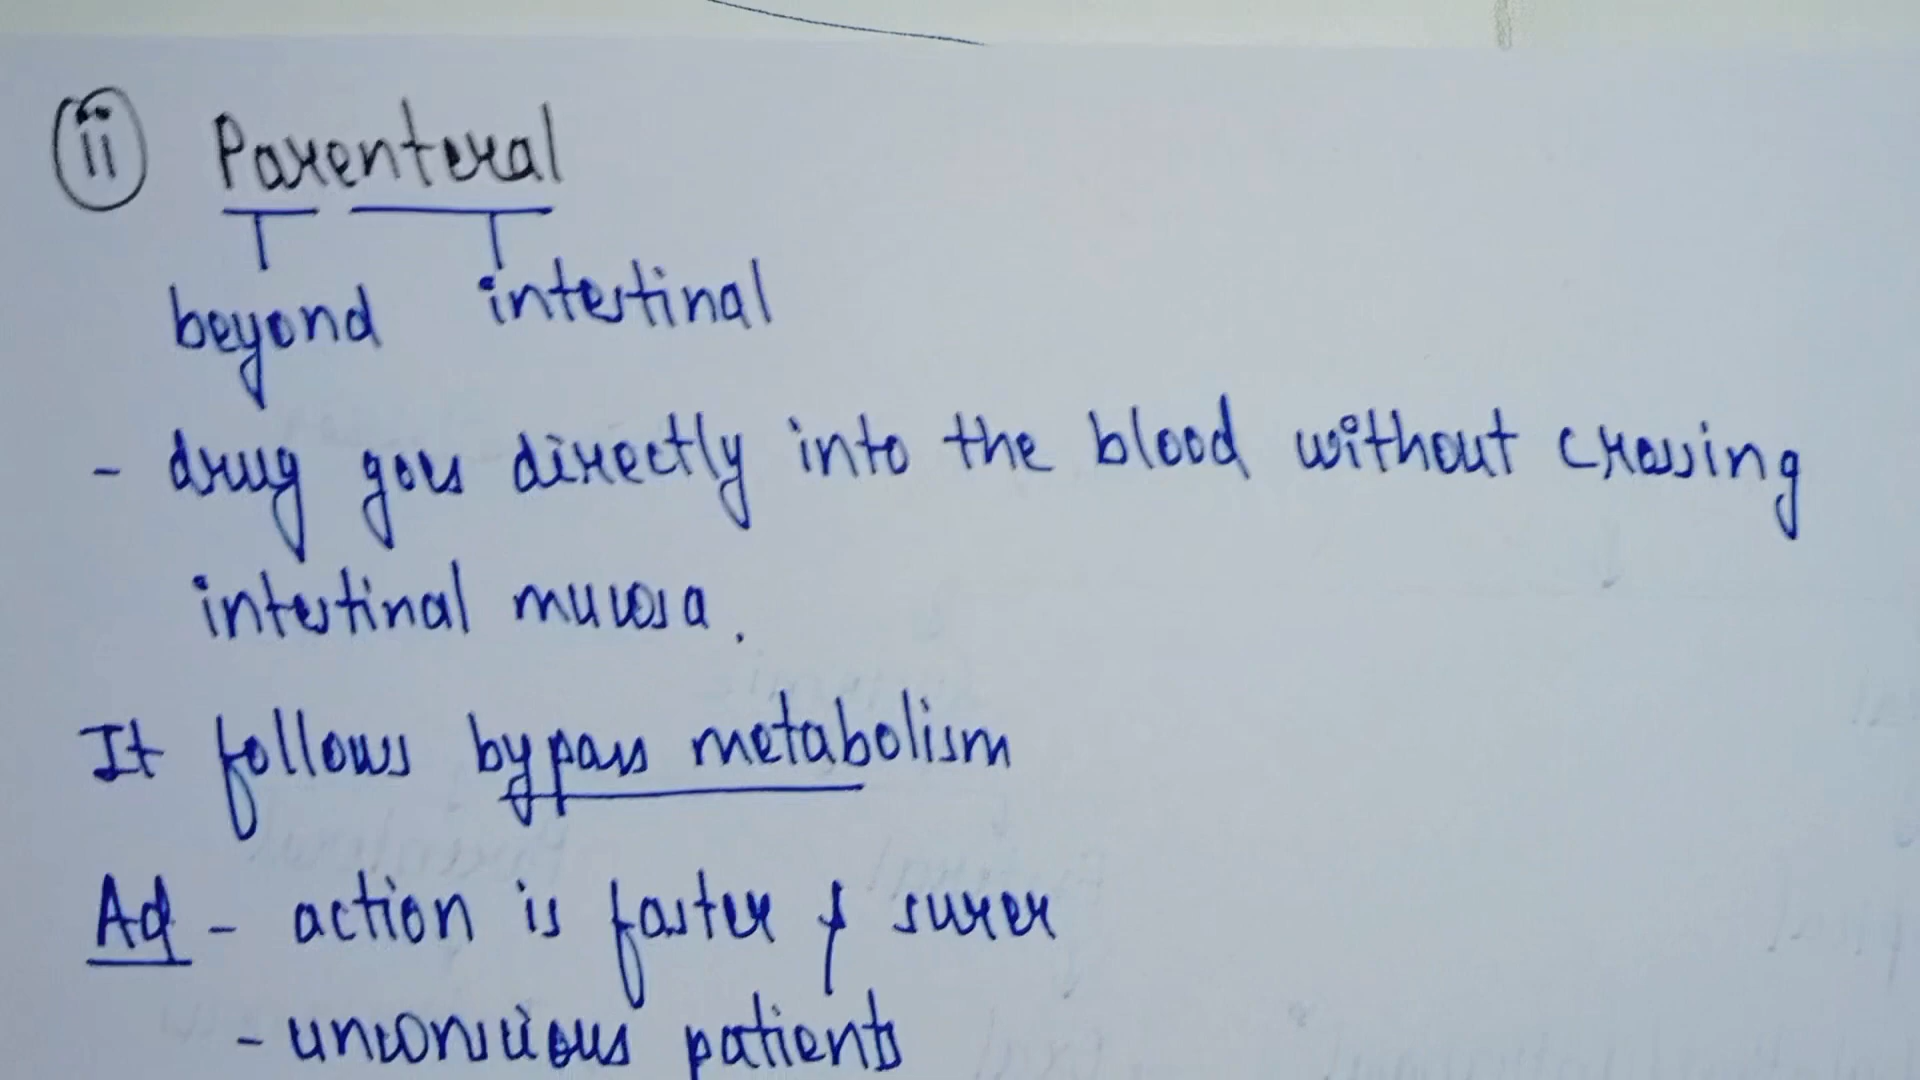 ii Parenteral
beyond intestinal
- drug goes directly into the blood without crossing
intestinal mucosa.
It follows bypass metabolism
Ad - action is faster & surer
- unconscious patients